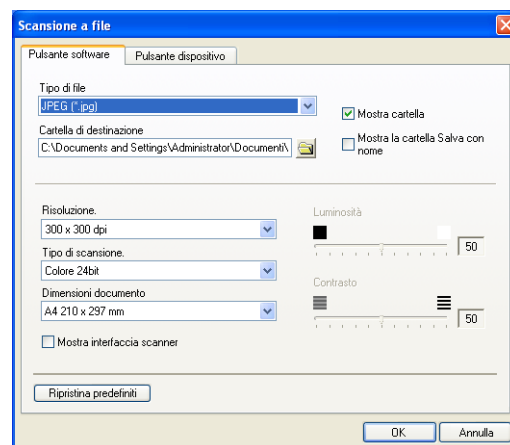 Scansione a file
Pulsante software Pulsante dispositivo
Tipo di file
JPEG (*.jpg)
Mostra cartella
Cartella di destinazione
C:\Documents and Settings\Administrator\Documenti\
Mostra la cartella Salva con
nome
Risoluzione.
300 x 300 dpi
Tipo di scansione.
Colore 24bit
Dimensioni documento
A4 210 x 297 mm
Mostra interfaccia scanner
Luminosità
50
Contrasto
50
Ripristina predefiniti
OK Annulla